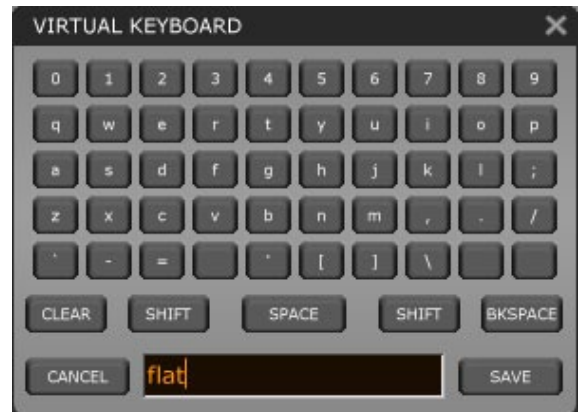 VIRTUAL KEYBOARD
0 1 2 3 4 5 6 7 8 9
q w e r t y u i o p
a s d f g h j k l ;
z x c v b n m , . /
` - = ' [ ] \
CLEAR SHIFT SPACE SHIFT BKSPACE
CANCEL flat SAVE